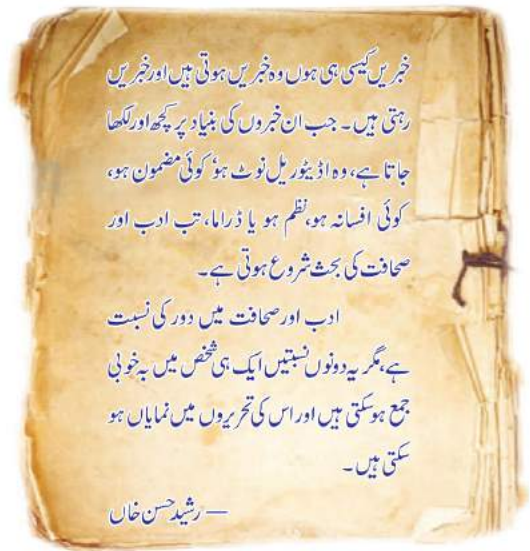 خبریں کیسی ہی ہوں وہ خبریں ہوتی ہیں اور خبریں
رہتی ہیں۔ جب ان خبروں کی بنیاد پر کچھ اور لکھا
جاتا ہے، وہ اڈیٹوریل نوٹ ہو، کوئی مضمون ہو،
کوئی افسانہ ہو، نظم ہو یا ڈراما، تب ادب اور
صحافت کی بحث شروع ہوتی ہے۔
ادب اور صحافت میں دور کی نسبت
ہے، مگر یہ دونوں نسبتیں ایک ہی شخص میں بہ خوبی
جمع ہوسکتی ہیں اور اس کی تحریروں میں نمایاں ہو
سکتی ہیں۔
— رشید حسن خاں